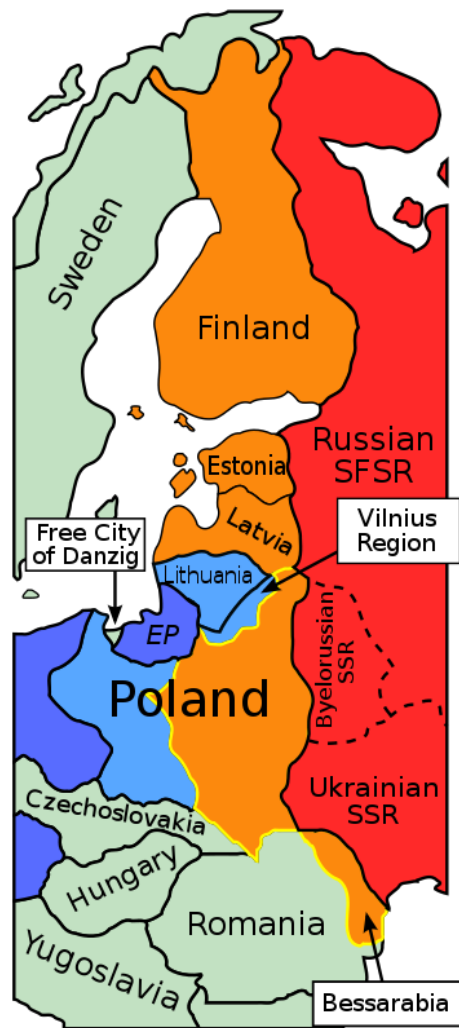 Sweden
Finland
Russian
SFSR
Estonia
Latvia
Vilnius
Region
Free City
of Danzig
Lithuania
EP
Byelorussian
SSR
Poland
Ukrainian
SSR
Czechoslovakia
Hungary
Romania
Yugoslavia
Bessarabia